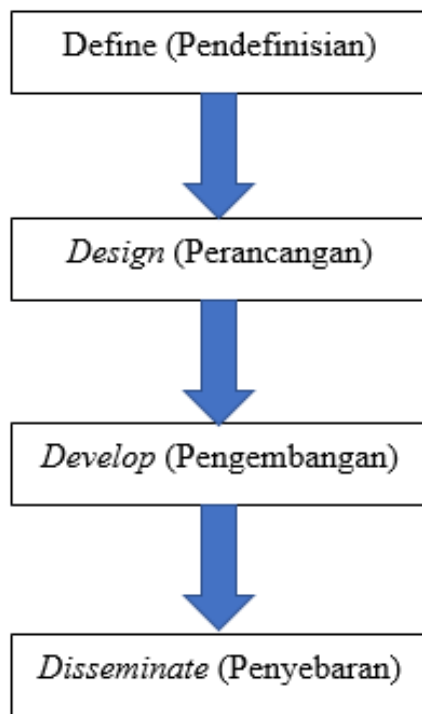 Define (Pendefinisian)
Design (Perancangan)
Develop (Pengembangan)
Disseminate (Penyebaran)